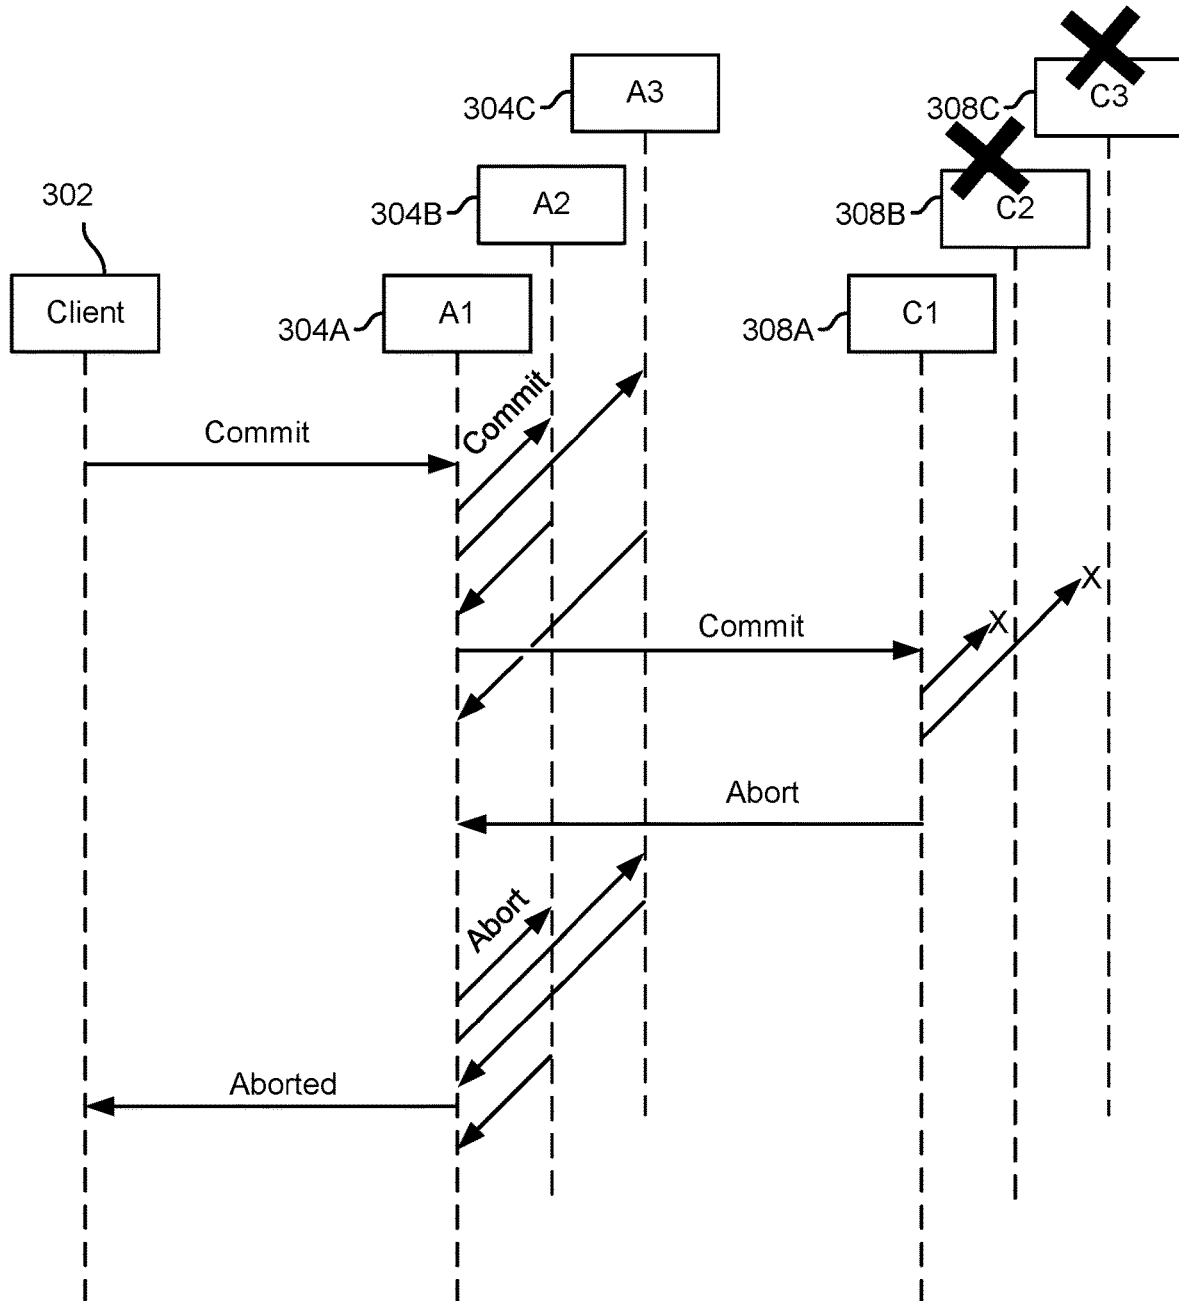 A3
304C
C3
308C
302
A2
304B
C2
308B
Client
A1
304A
C1
308A
Commit
Commit
X
X
Commit
Abort
Abort
Aborted